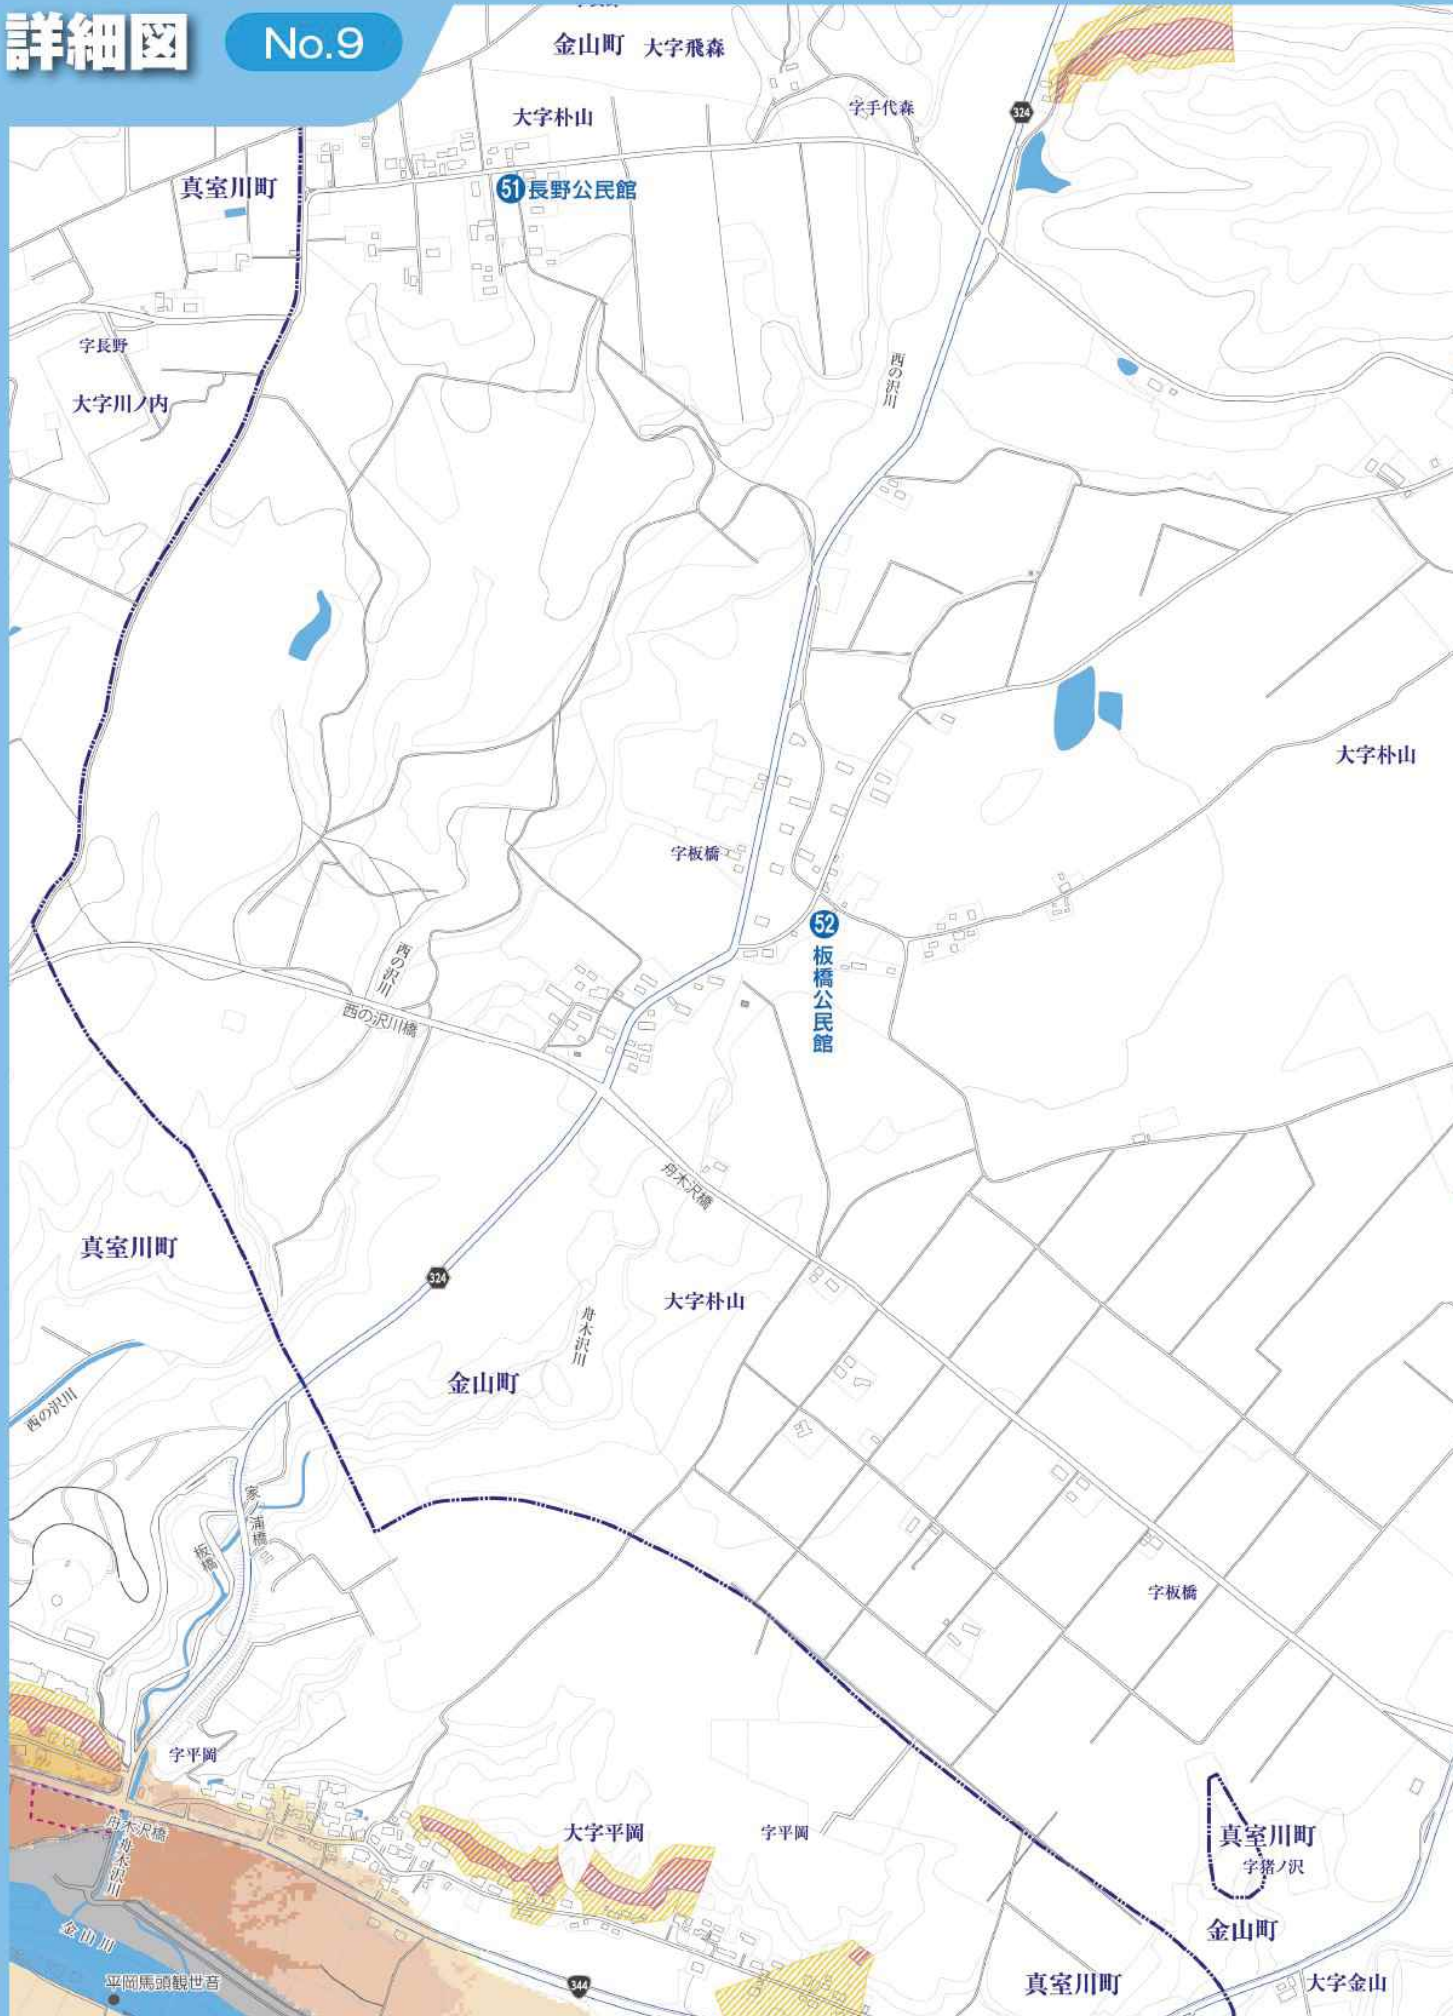 詳細図 No.9
金山町 大字飛森
大字朴山
字手代森
324
真室川町
51 長野公民館
字長野
大字川ノ内
西の沢川
大字朴山
字板橋
52
板橋公民館
西の沢川
西の沢川橋
舟木沢橋
真室川町
324
大字朴山
舟木沢川
金山町
西の沢川
家ノ浦橋
板橋
字板橋
字平岡
舟木沢橋
舟木沢川
大字平岡
字平岡
真室川町
字猪ノ沢
金山町
金山川
平岡馬頭観世音
344
真室川町
大字金山